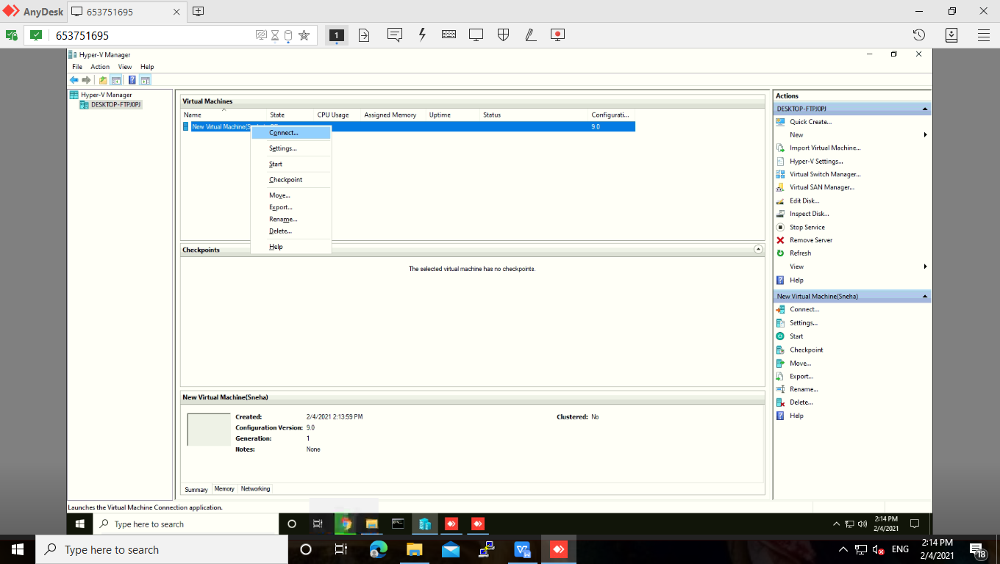 AnyDesk
653751695
653751695
1
Hyper-V Manager
File Action View Help
Hyper-V Manager
DESKTOP-FTPJ0PJ
Virtual Machines
Name State CPU Usage Assigned Memory Uptime Status Configurati...
New Virtual Machine(S 9.0
Connect...
Settings...
Start
Checkpoint
Move...
Export...
Rename...
Delete...
Help
Checkpoints
The selected virtual machine has no checkpoints.
New Virtual Machine(Sneha)
Created: 2/4/2021 2:13:59 PM Clustered: No
Configuration Version: 9.0
Generation: 1
Notes: None
Summary Memory Networking
Actions
DESKTOP-FTPJ0PJ
Quick Create...
New
Import Virtual Machine...
Hyper-V Settings...
Virtual Switch Manager...
Virtual SAN Manager...
Edit Disk...
Inspect Disk...
Stop Service
Remove Server
Refresh
View
Help
New Virtual Machine(Sneha)
Connect...
Settings...
Start
Checkpoint
Move...
Export...
Rename...
Delete...
Help
Launches the Virtual Machine Connection application.
Type here to search
2:14 PM
2/4/2021
Type here to search
ENG
2:14 PM
2/4/2021
18